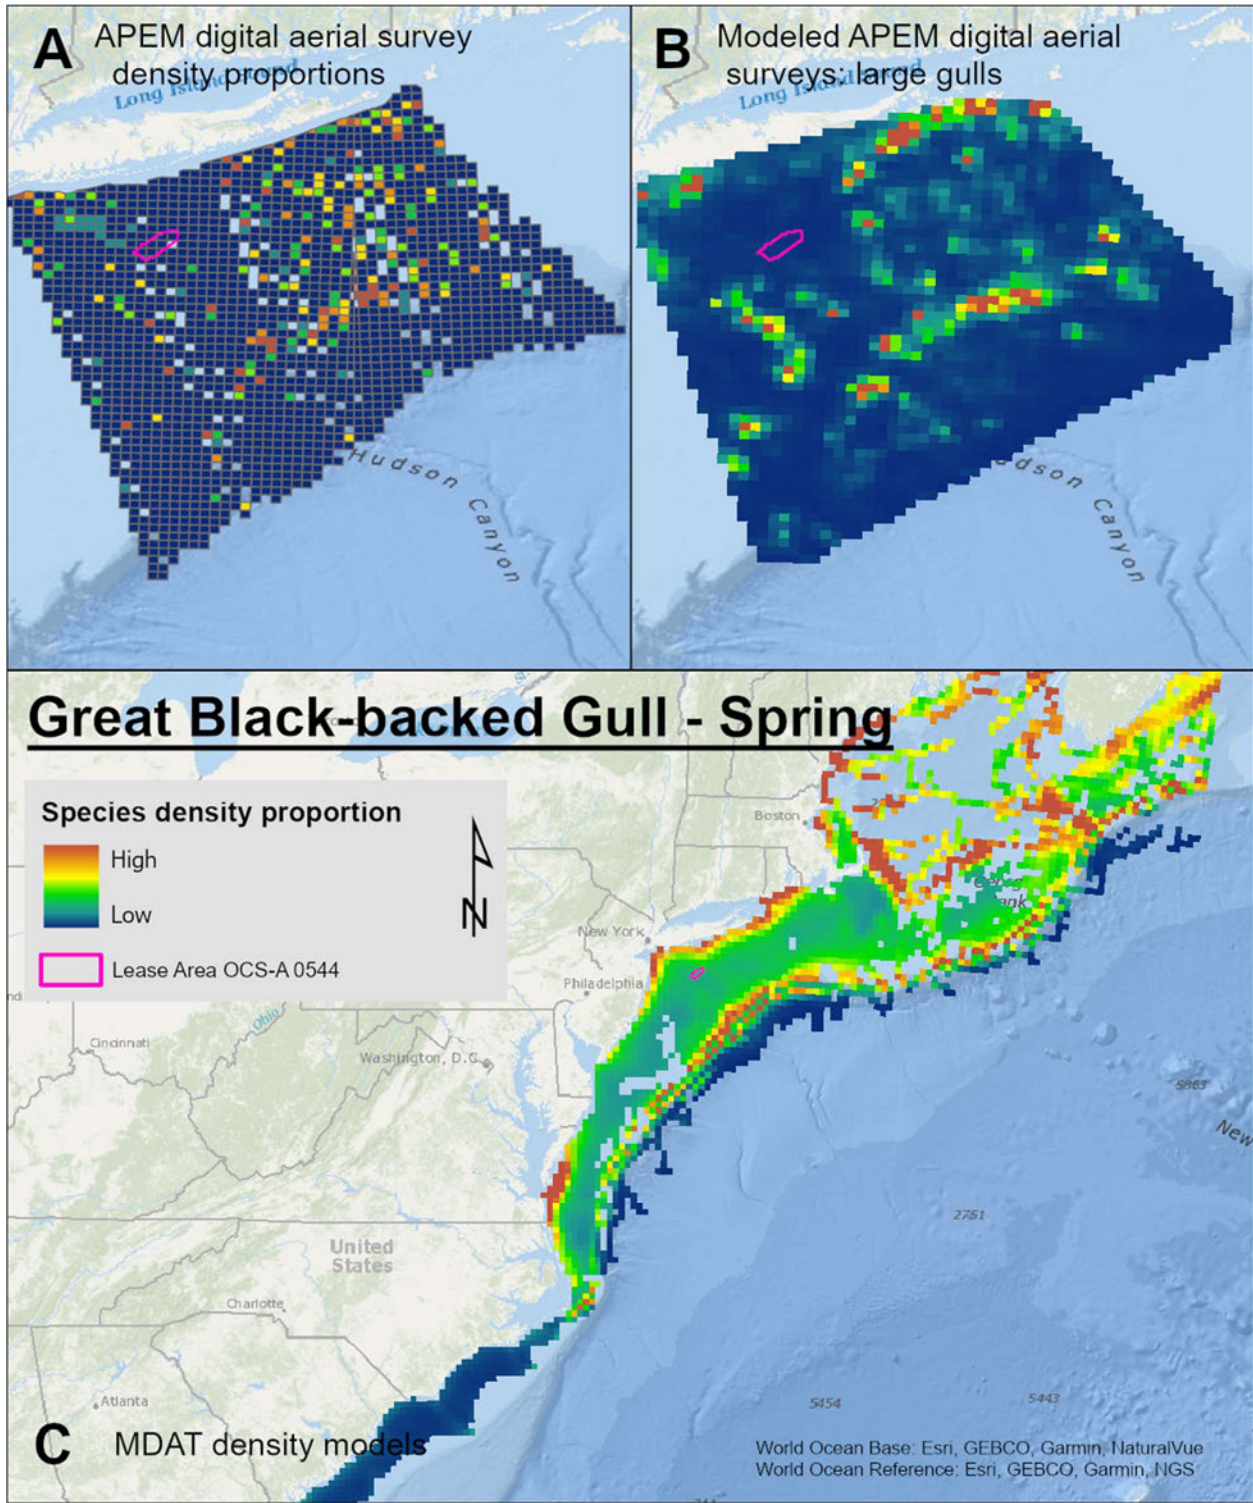 A APEM digital aerial survey
density proportions
Long Island Sound
Hudson Canyon
B Modeled APEM digital aerial
surveys: large gulls
Long Island Sound
udson Canyon
Great Black-backed Gull - Spring
Species density proportion
High
Low
N
Lease Area OCS-A 0544
Boston
New York
Philadelphia
Ohio
Cincinnati
Washington, D.C.
5863
New
2751
United
States
Charlotte
Atlanta
5454
5443
C MDAT density models
World Ocean Base: Esri, GEBCO, Garmin, NaturalVue
World Ocean Reference: Esri, GEBCO, Garmin, NGS